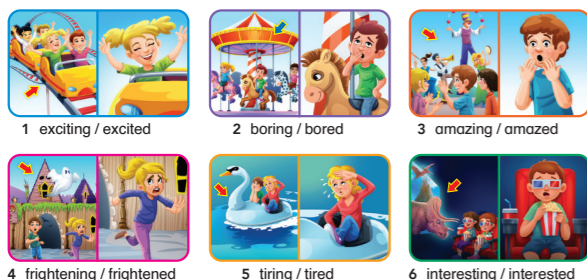 1 exciting / excited
2 boring / bored
3 amazing / amazed
4 frightening / frightened
5 tiring / tired
6 interesting / interested